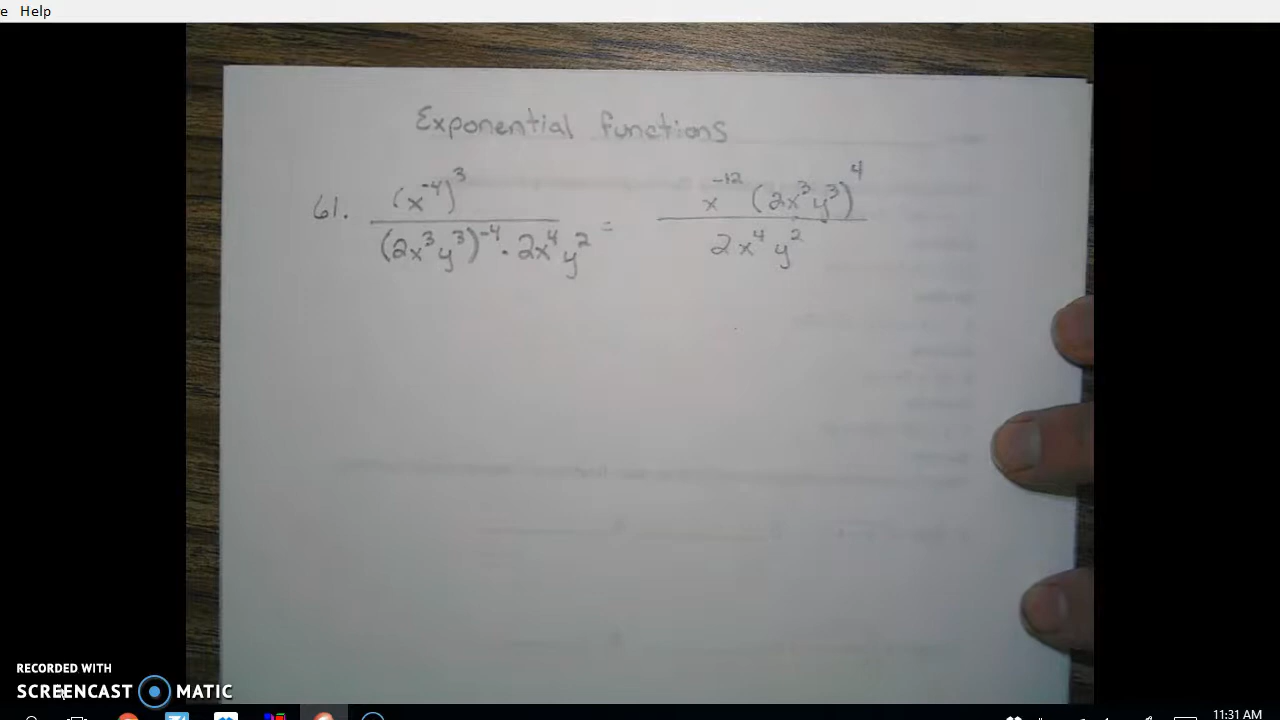 e Help
Exponential functions
61. (x^-4)^3 / (2x^3y^3)^-4 · 2x^4y^2 = x^-12 (2x^3y^3)^4 / 2x^4y^2
RECORDED WITH
SCREENCAST MATIC
11:31 AM